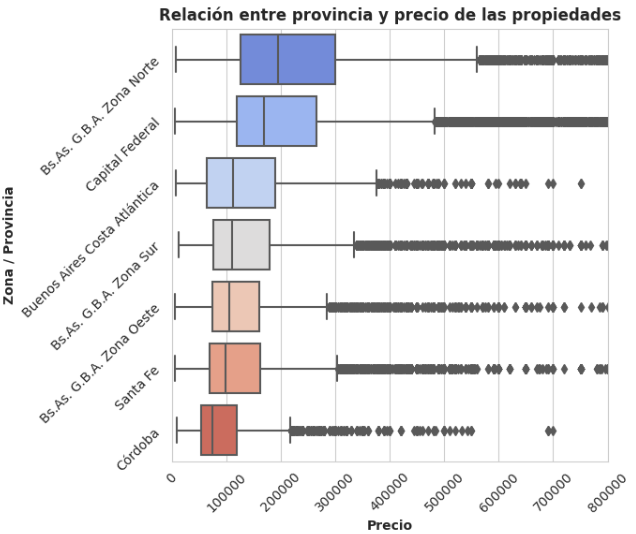 Relación entre provincia y precio de las propiedades
Zona / Provincia
Bs.As. G.B.A. Zona Norte
Capital Federal
Buenos Aires Costa Atlántica
Bs.As. G.B.A. Zona Sur
Bs.As. G.B.A. Zona Oeste
Santa Fe
Córdoba
0
100000
200000
300000
400000
500000
600000
700000
800000
Precio